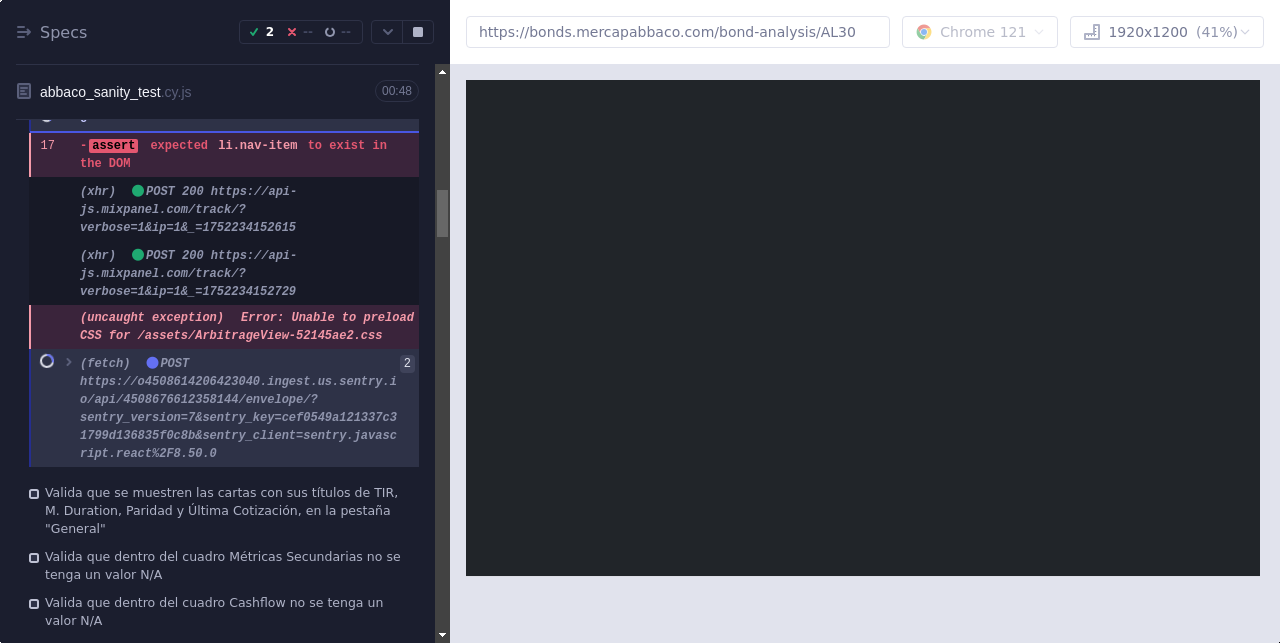 Specs
2 -- --
https://bonds.mercapabbaco.com/bond-analysis/AL30
Chrome 121
1920x1200 (41%)
abbaco_sanity_test.cy.js
00:48
17 -assert expected li.nav-item to exist in
the DOM
(xhr) POST 200 https://api-
js.mixpanel.com/track/?
verbose=1&ip=1&_=1752234152615
(xhr) POST 200 https://api-
js.mixpanel.com/track/?
verbose=1&ip=1&_=1752234152729
(uncaught exception) Error: Unable to preload
CSS for /assets/ArbitrageView-52145ae2.css
(fetch) POST 2
https://o4508614206423040.ingest.us.sentry.i
o/api/4508676612358144/envelope/?
sentry_version=7&sentry_key=cef0549a121337c3
1799d136835f0c8b&sentry_client=sentry.javasc
ript.react%2F8.50.0
Valida que se muestren las cartas con sus títulos de TIR,
M. Duration, Paridad y Última Cotización, en la pestaña
"General"
Valida que dentro del cuadro Métricas Secundarias no se
tenga un valor N/A
Valida que dentro del cuadro Cashflow no se tenga un
valor N/A